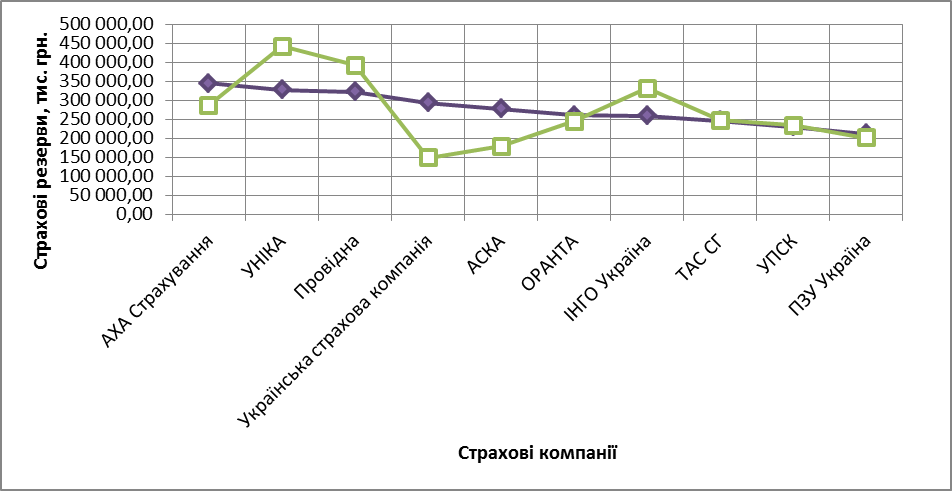 Страхові резерви, тис. грн.
500 000,00
450 000,00
400 000,00
350 000,00
300 000,00
250 000,00
200 000,00
150 000,00
100 000,00
50 000,00
0,00
АХА Страхування
УНІКА
Провідна
Українська страхова компанія
АСКА
ОРАНТА
ІНГО Україна
ТАС СГ
УПСК
ПЗУ Україна
Страхові компанії